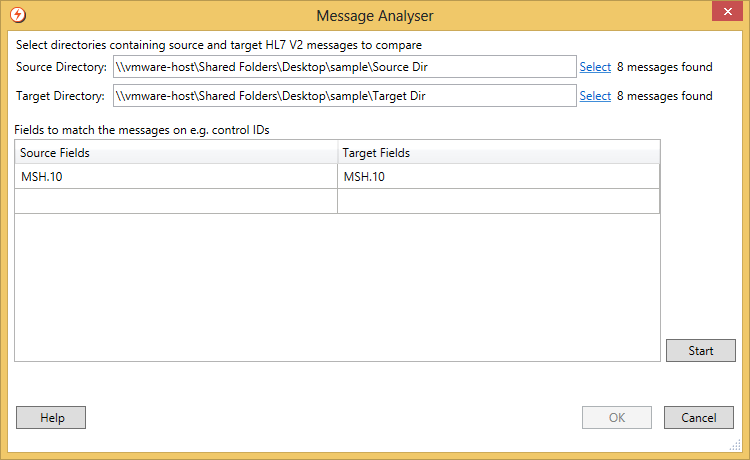 Message Analyser
Select directories containing source and target HL7 V2 messages to compare
Source Directory: \\vmware-host\Shared Folders\Desktop\sample\Source Dir Select 8 messages found
Target Directory: \\vmware-host\Shared Folders\Desktop\sample\Target Dir Select 8 messages found
Fields to match the messages on e.g. control IDs
Source Fields Target Fields
MSH.10 MSH.10
Start
Help OK Cancel